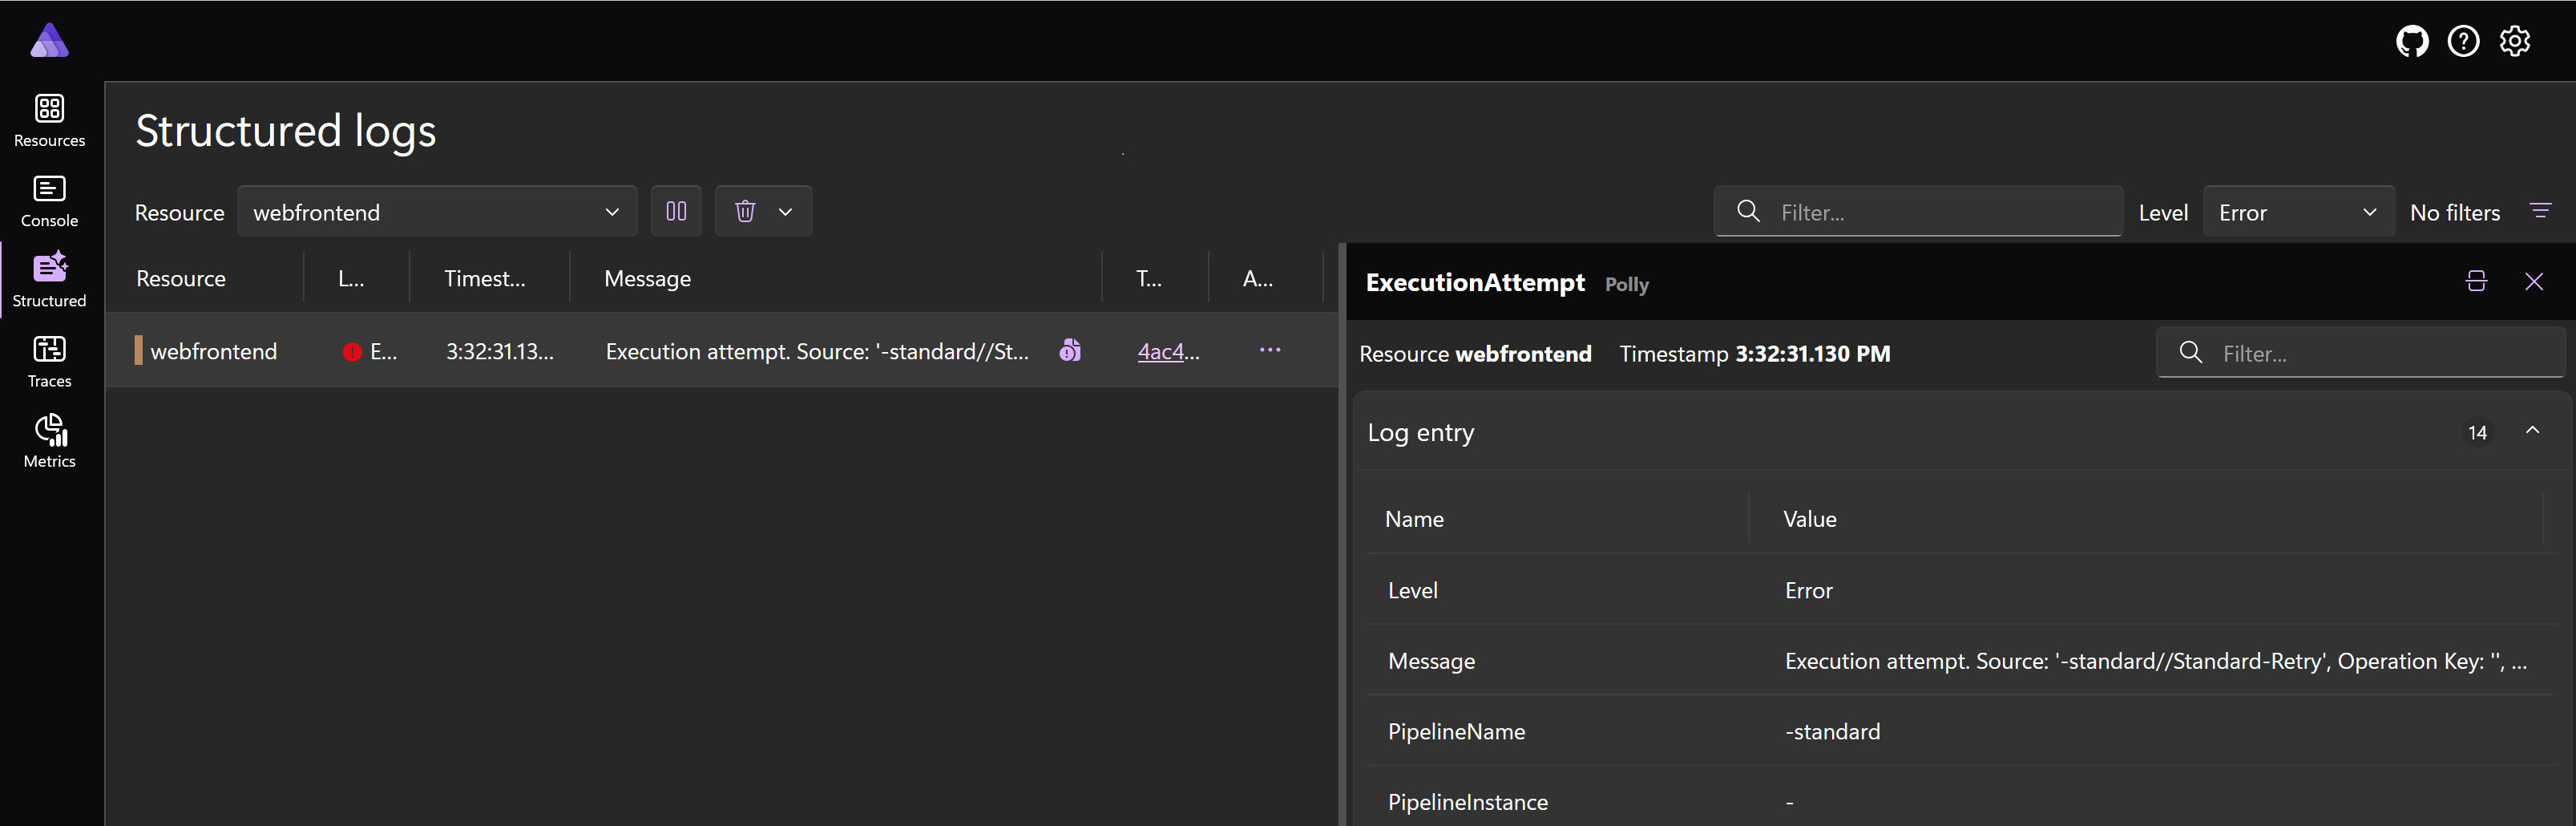 Resources
Console
Structured
Traces
Metrics
Structured logs
Resource webfrontend Filter... Level Error No filters
Resource L... Timest... Message T... A...
webfrontend E... 3:32:31.13... Execution attempt. Source: '-standard//St... 4ac4...
ExecutionAttempt Polly
Resource webfrontend Timestamp 3:32:31.130 PM Filter...
Log entry 14
Name Value
Level Error
Message Execution attempt. Source: '-standard//Standard-Retry', Operation Key: '', ...
PipelineName -standard
PipelineInstance -